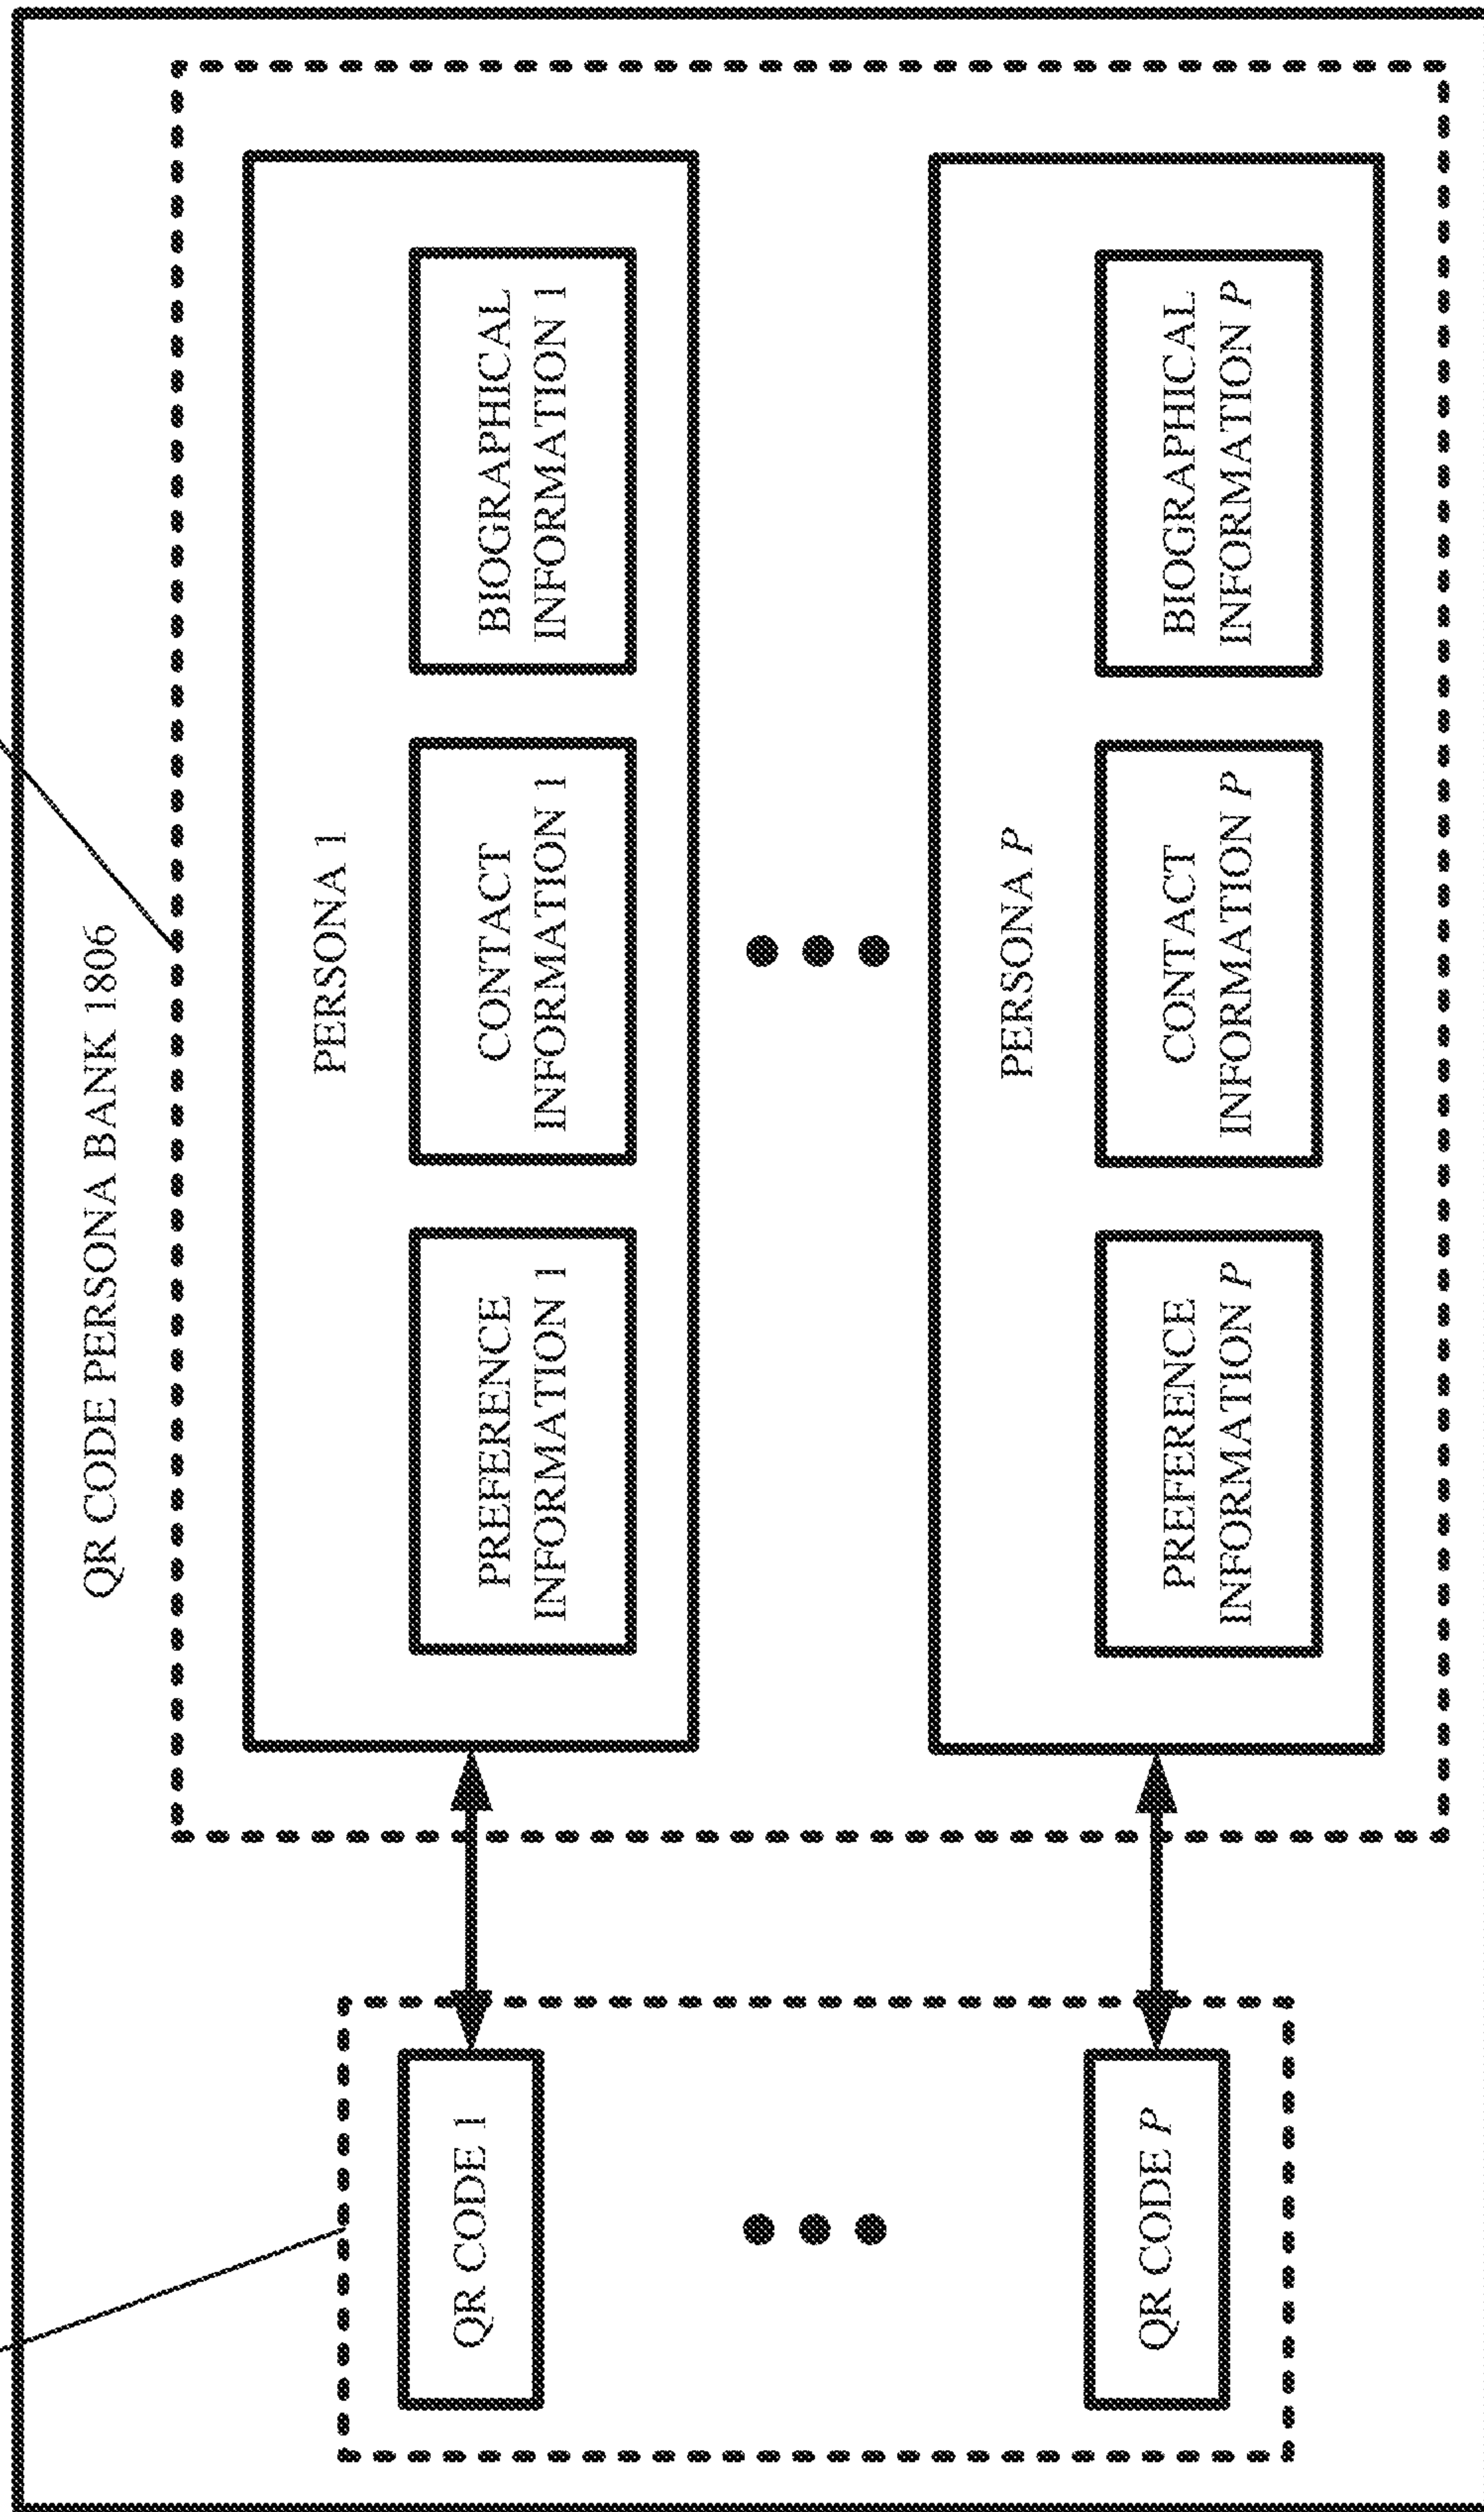 QR CODE PERSONA BANK 1806
QR CODE 1
PERSONA 1
PREFERENCE
INFORMATION 1
CONTACT
INFORMATION 1
BIOGRAPHICAL
INFORMATION 1
QR CODE P
PERSONA P
PREFERENCE
INFORMATION P
CONTACT
INFORMATION P
BIOGRAPHICAL
INFORMATION P